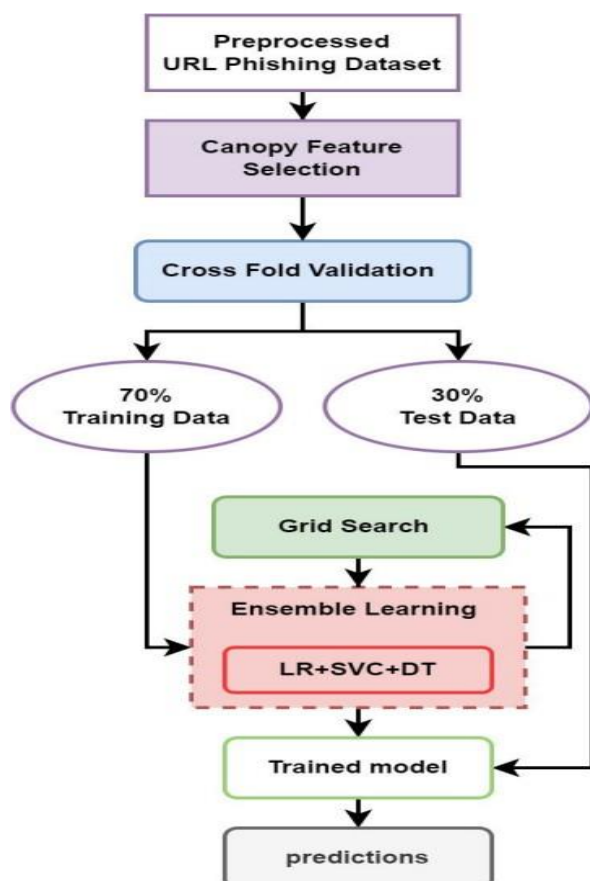 Preprocessed
URL Phishing Dataset
Canopy Feature
Selection
Cross Fold Validation
70%
Training Data
30%
Test Data
Grid Search
Ensemble Learning
LR+SVC+DT
Trained model
predictions